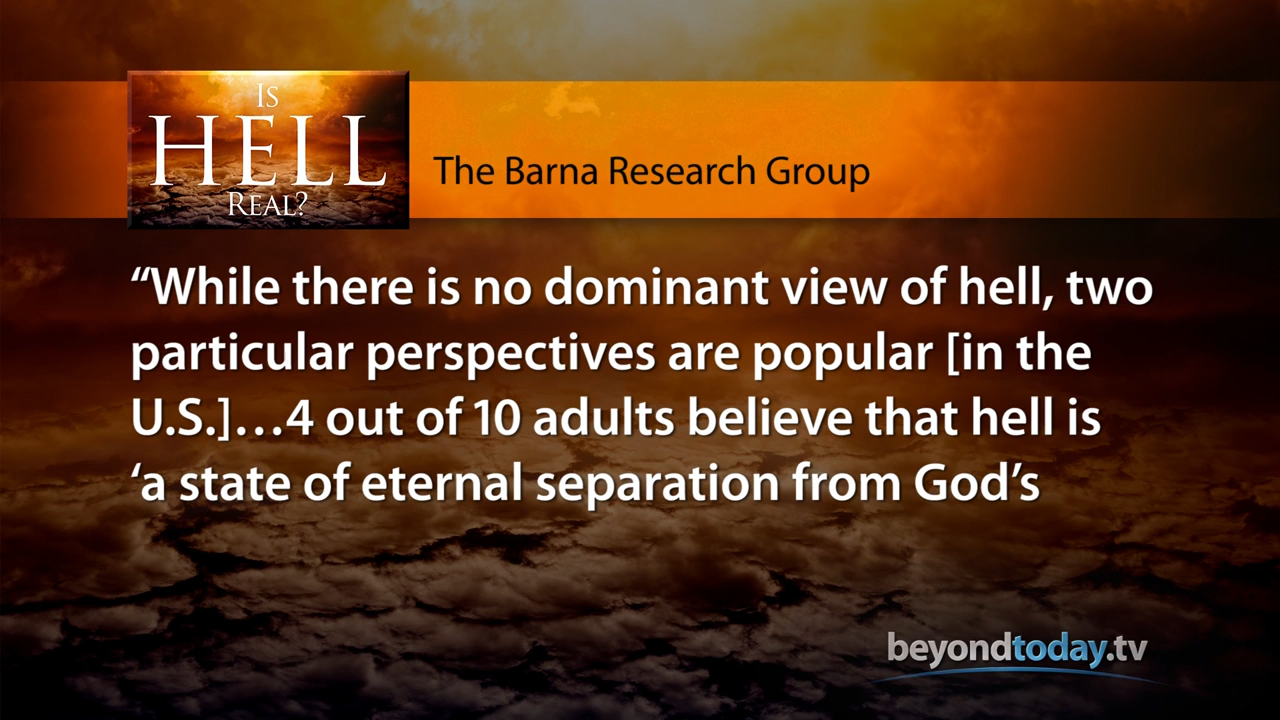 Is
HELL
Real?
The Barna Research Group
“While there is no dominant view of hell, two
particular perspectives are popular [in the
U.S.]…4 out of 10 adults believe that hell is
‘a state of eternal separation from God’s
beyondtoday.tv